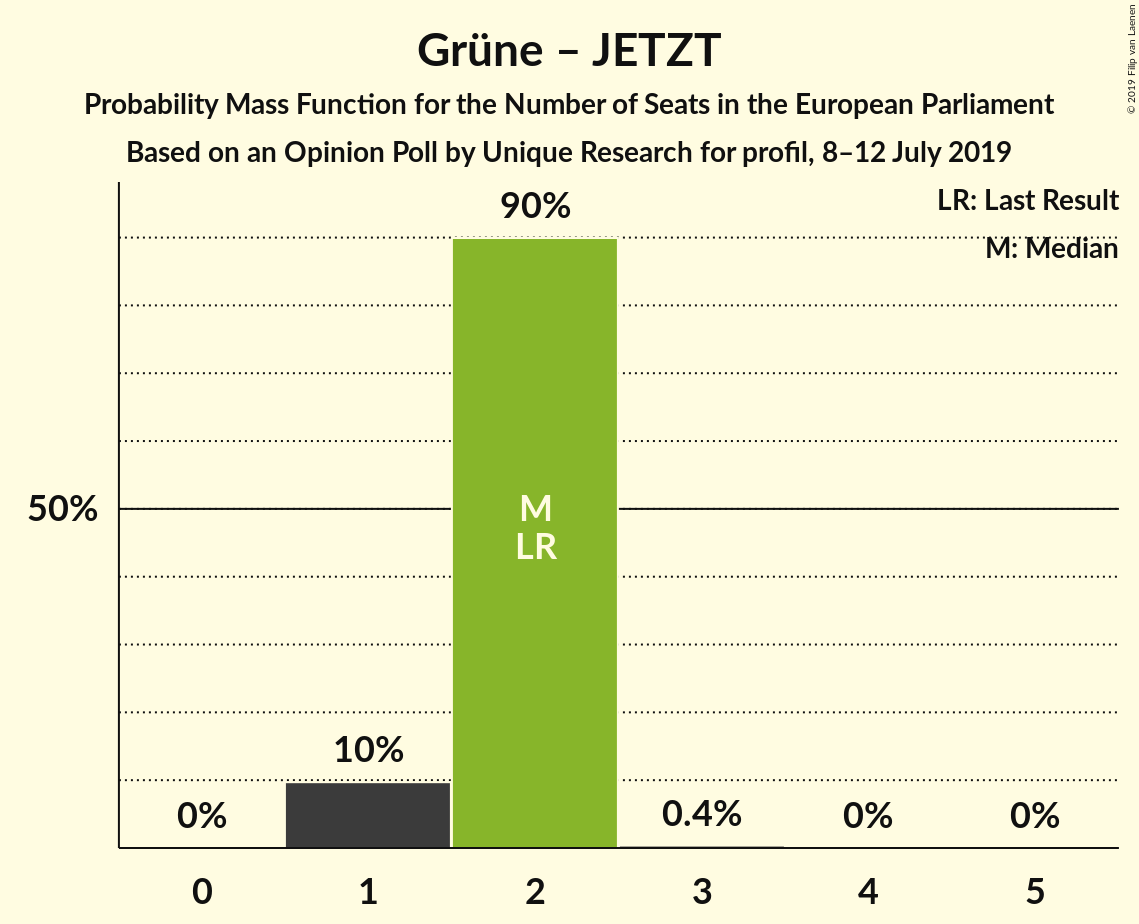 Grüne – JETZT
Probability Mass Function for the Number of Seats in the European Parliament
Based on an Opinion Poll by Unique Research for profil, 8–12 July 2019
© 2019 Filip van Laenen
LR: Last Result
M: Median
90%
50%
M
LR
10%
0%
0.4%
0%
0%
0
1
2
3
4
5